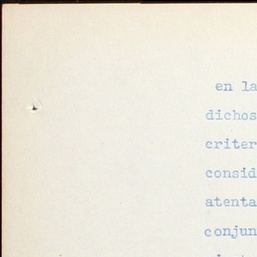 en la
dichos
criter
consid
atenta
conjun